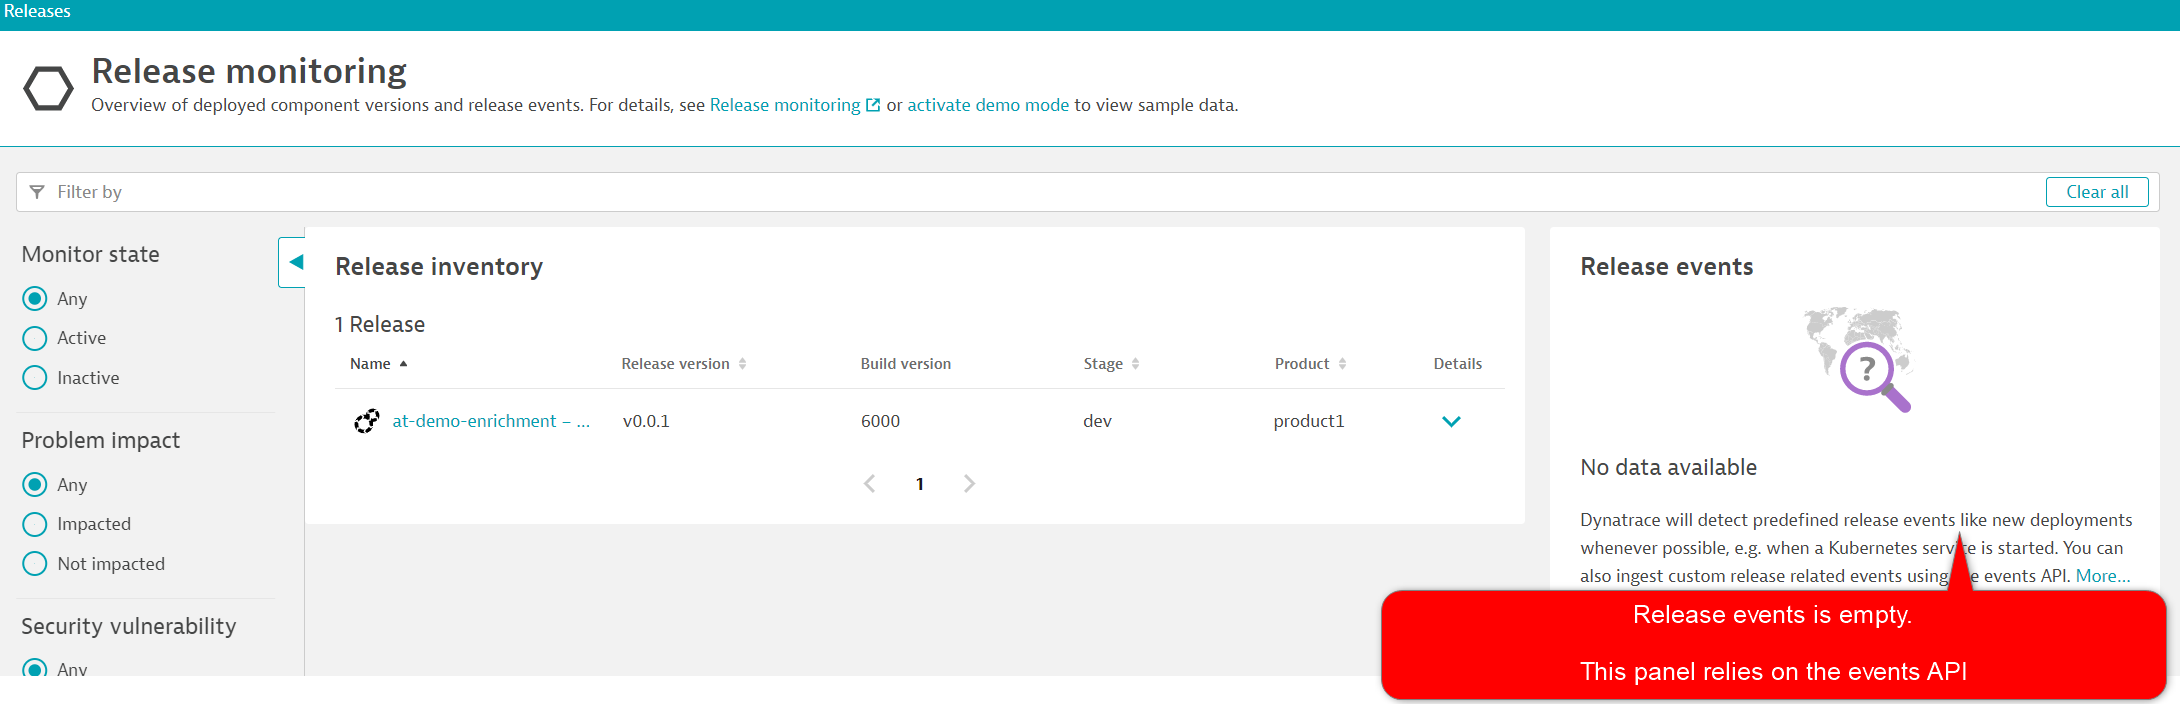 Releases
Release monitoring
Overview of deployed component versions and release events. For details, see Release monitoring or activate demo mode to view sample data.
Filter by
Clear all
Monitor state
Any
Active
Inactive
Problem impact
Any
Impacted
Not impacted
Security vulnerability
Any
Release inventory
1 Release
Name Release version Build version Stage Product Details
at-demo-enrichment – ... v0.0.1 6000 dev product1
1
Release events
?
No data available
Dynatrace will detect predefined release events like new deployments
whenever possible, e.g. when a Kubernetes service is started. You can
also ingest custom release related events using the events API. More...
Release events is empty.
This panel relies on the events API